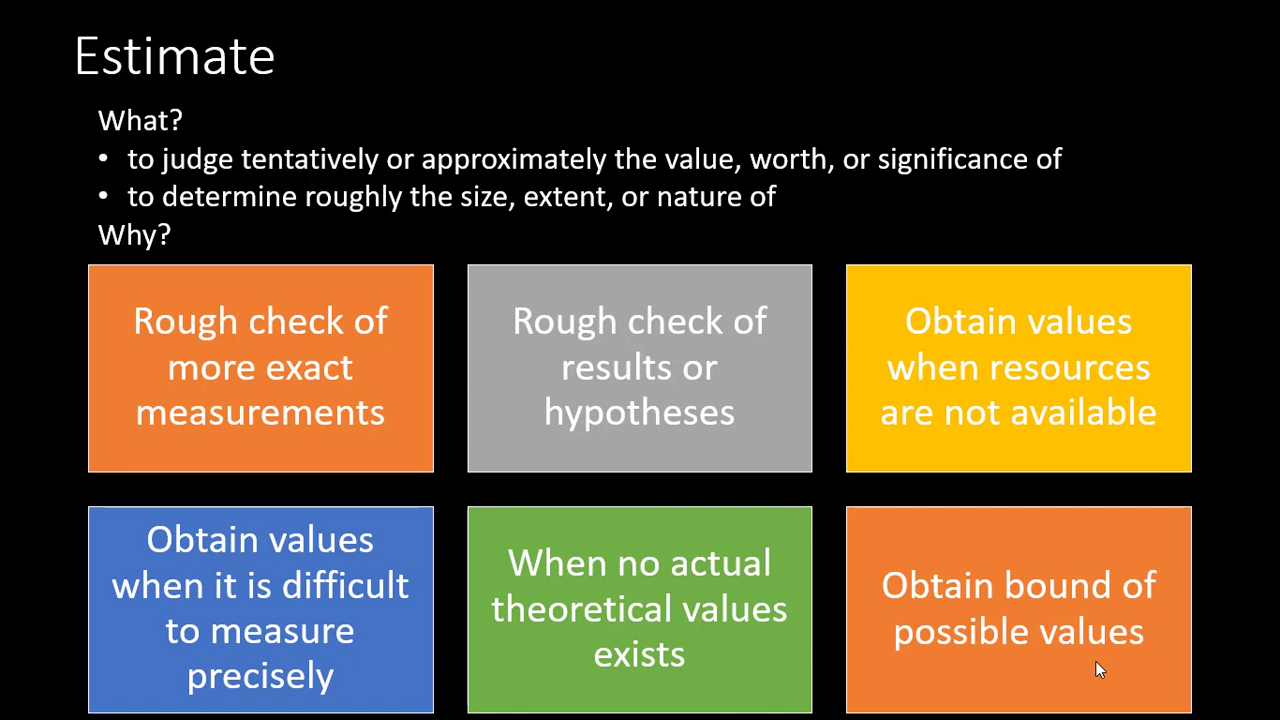 Estimate
What?
• to judge tentatively or approximately the value, worth, or significance of
• to determine roughly the size, extent, or nature of
Why?
Rough check of
more exact
measurements
Rough check of
results or
hypotheses
Obtain values
when resources
are not available
Obtain values
when it is difficult
to measure
precisely
When no actual
theoretical values
exists
Obtain bound of
possible values